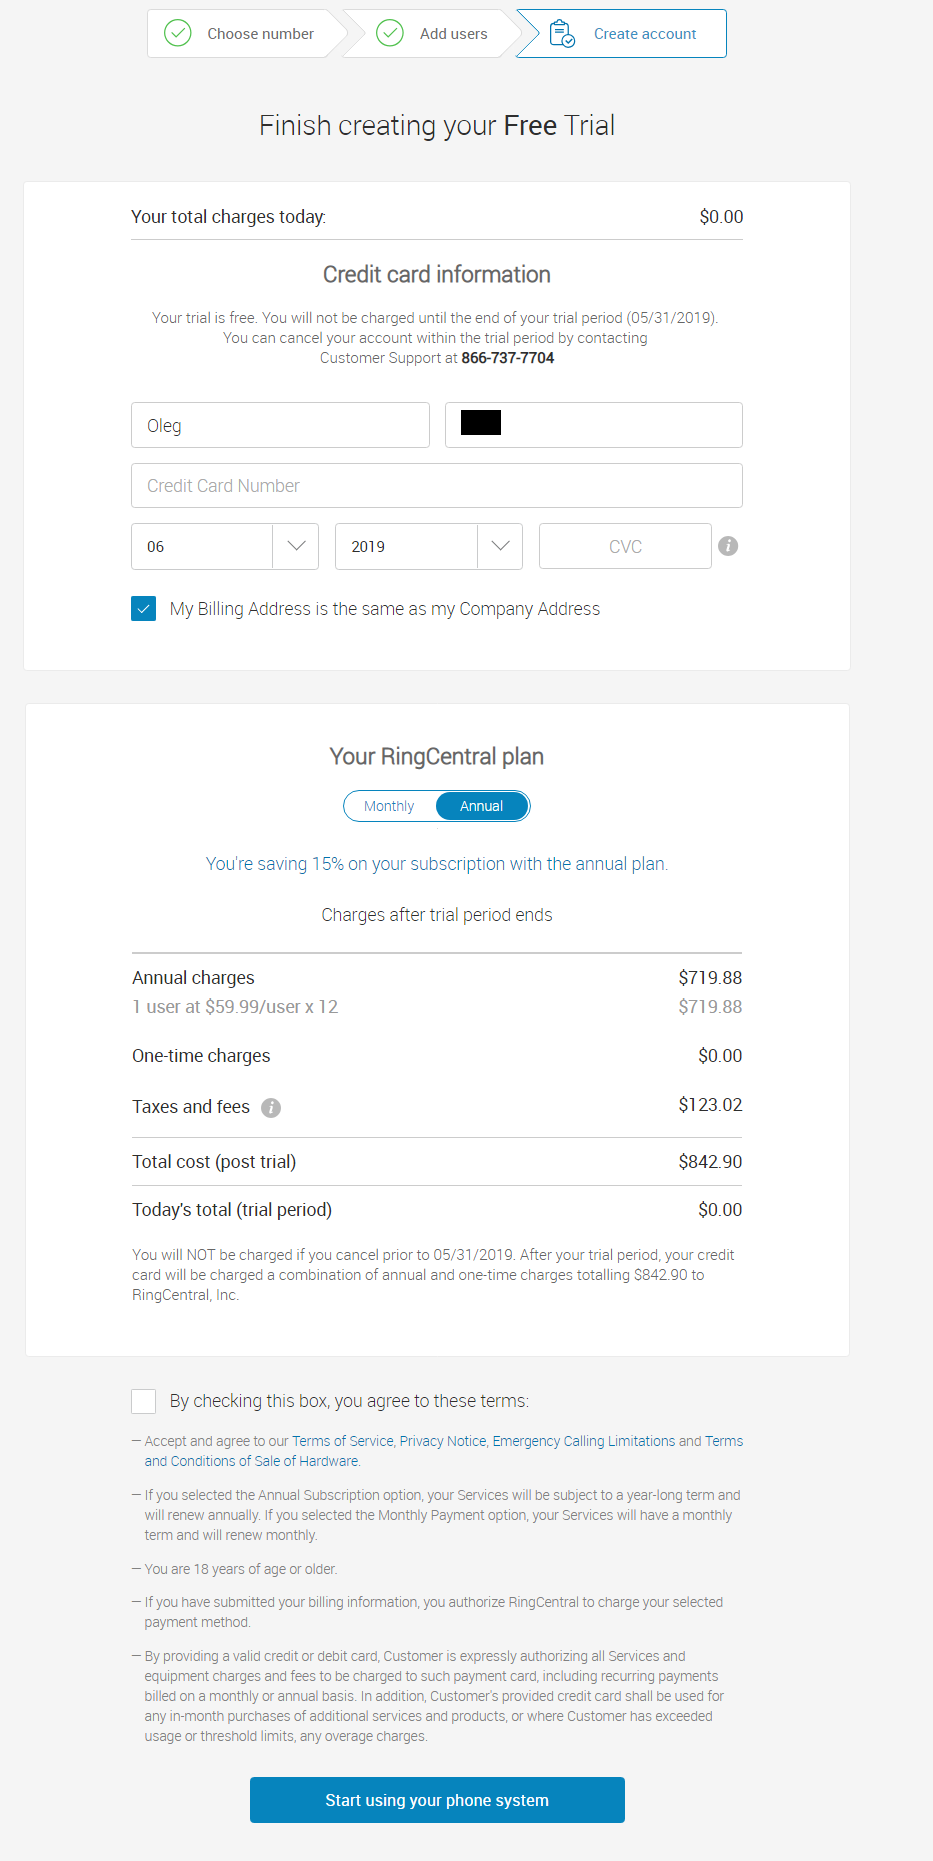 Choose number
Add users
Create account
Finish creating your Free Trial
Your total charges today: $0.00
Credit card information
Your trial is free. You will not be charged until the end of your trial period (05/31/2019).
You can cancel your account within the trial period by contacting
Customer Support at 866-737-7704
Oleg
Credit Card Number
06
2019
CVC
My Billing Address is the same as my Company Address
Your RingCentral plan
Monthly
Annual
You're saving 15% on your subscription with the annual plan.
Charges after trial period ends
Annual charges $719.88
1 user at $59.99/user x 12 $719.88
One-time charges $0.00
Taxes and fees $123.02
Total cost (post trial) $842.90
Today's total (trial period) $0.00
You will NOT be charged if you cancel prior to 05/31/2019. After your trial period, your credit
card will be charged a combination of annual and one-time charges totalling $842.90 to
RingCentral, Inc.
By checking this box, you agree to these terms:
— Accept and agree to our Terms of Service, Privacy Notice, Emergency Calling Limitations and Terms
and Conditions of Sale of Hardware.
— If you selected the Annual Subscription option, your Services will be subject to a year-long term and
will renew annually. If you selected the Monthly Payment option, your Services will have a monthly
term and will renew monthly.
— You are 18 years of age or older.
— If you have submitted your billing information, you authorize RingCentral to charge your selected
payment method.
— By providing a valid credit or debit card, Customer is expressly authorizing all Services and
equipment charges and fees to be charged to such payment card, including recurring payments
billed on a monthly or annual basis. In addition, Customer's provided credit card shall be used for
any in-month purchases of additional services and products, or where Customer has exceeded
usage or threshold limits, any overage charges.
Start using your phone system